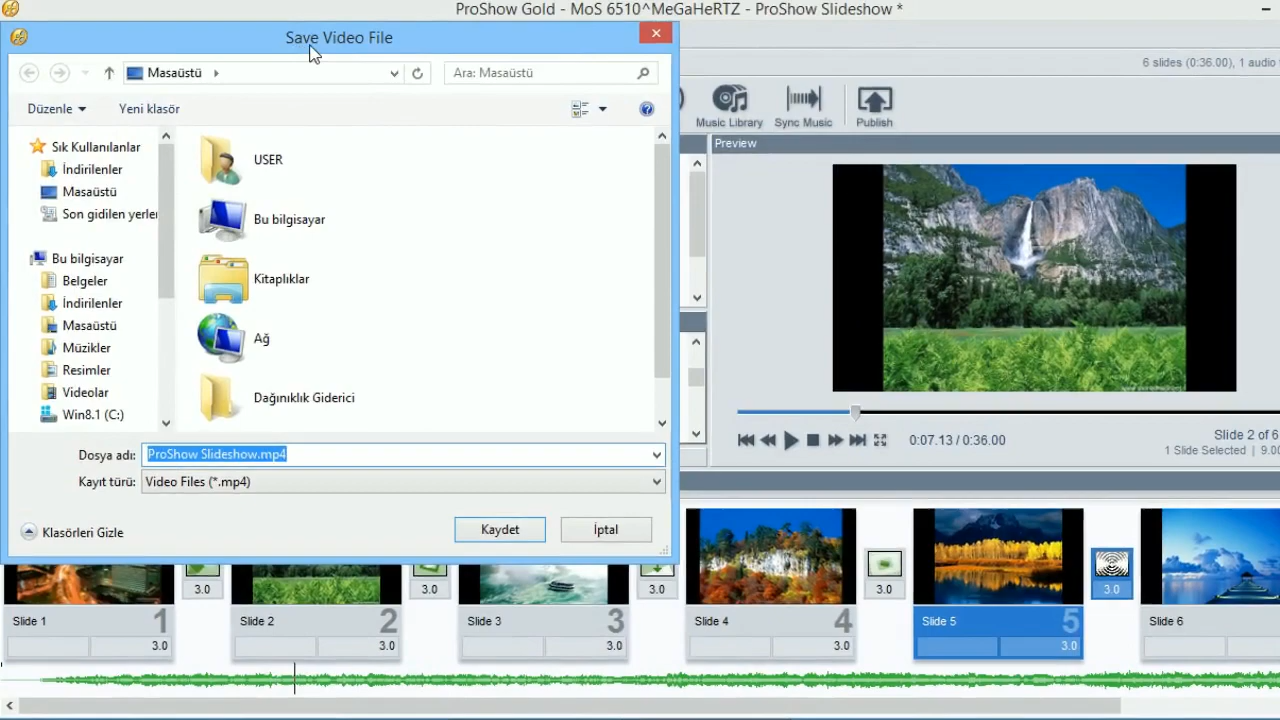 ProShow Gold - MoS 6510^MeGaHeRTZ - ProShow Slideshow *
Save Video File
6 slides (0:36.00), 1 audio
Masaüstü
Ara: Masaüstü
Düzenle
Yeni klasör
Music Library
Sync Music
Publish
Preview
Sık Kullanılanlar
İndirilenler
Masaüstü
Son gidilen yerler
Bu bilgisayar
Belgeler
İndirilenler
Masaüstü
Müzikler
Resimler
Videolar
Win8.1 (C:)
USER
Bu bilgisayar
Kitaplıklar
Ağ
Dağınıklık Giderici
0:07.13 / 0:36.00
Slide 2 of 6
1 Slide Selected | 9.00
Dosya adı:
ProShow Slideshow.mp4
Kayıt türü:
Video Files (*.mp4)
Klasörleri Gizle
Kaydet
İptal
3.0
3.0
3.0
3.0
3.0
Slide 1
1
Slide 2
2
Slide 3
3
Slide 4
4
Slide 5
5
Slide 6
3.0
3.0
3.0
3.0
3.0